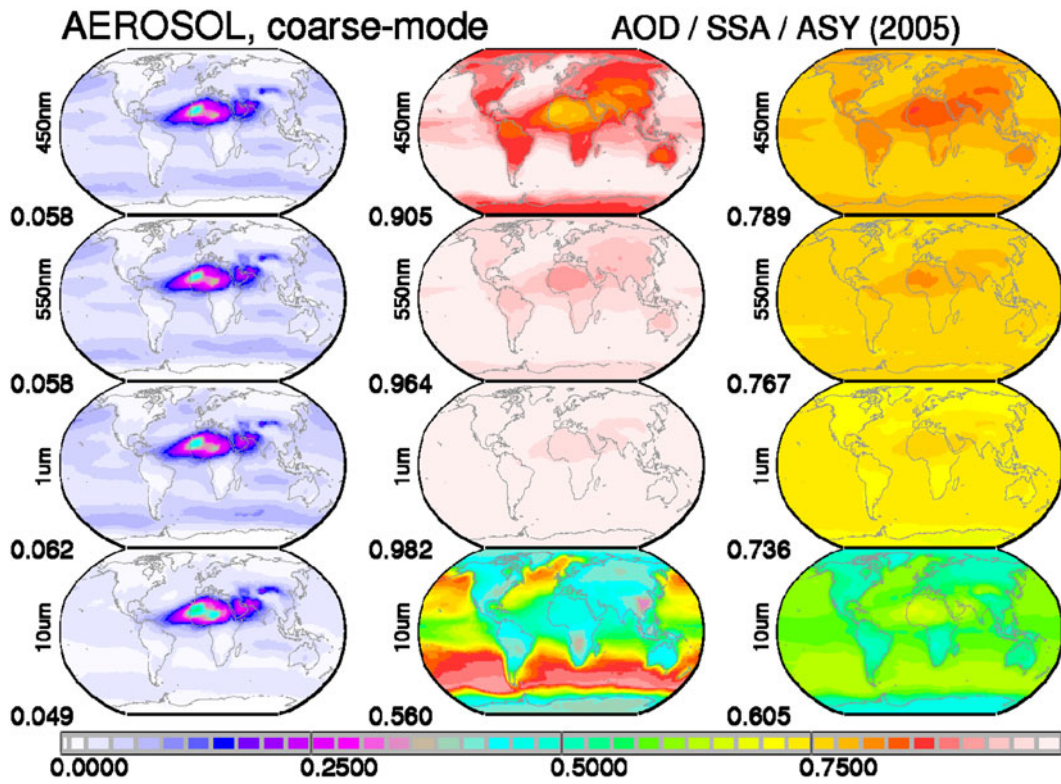 AEROSOL, coarse-mode AOD / SSA / ASY (2005)
450nm 450nm 450nm
0.058 0.905 0.789
550nm 550nm 550nm
0.058 0.964 0.767
1um 1um 1um
0.062 0.982 0.736
10um 10um 10um
0.049 0.560 0.605
0.0000 0.2500 0.5000 0.7500